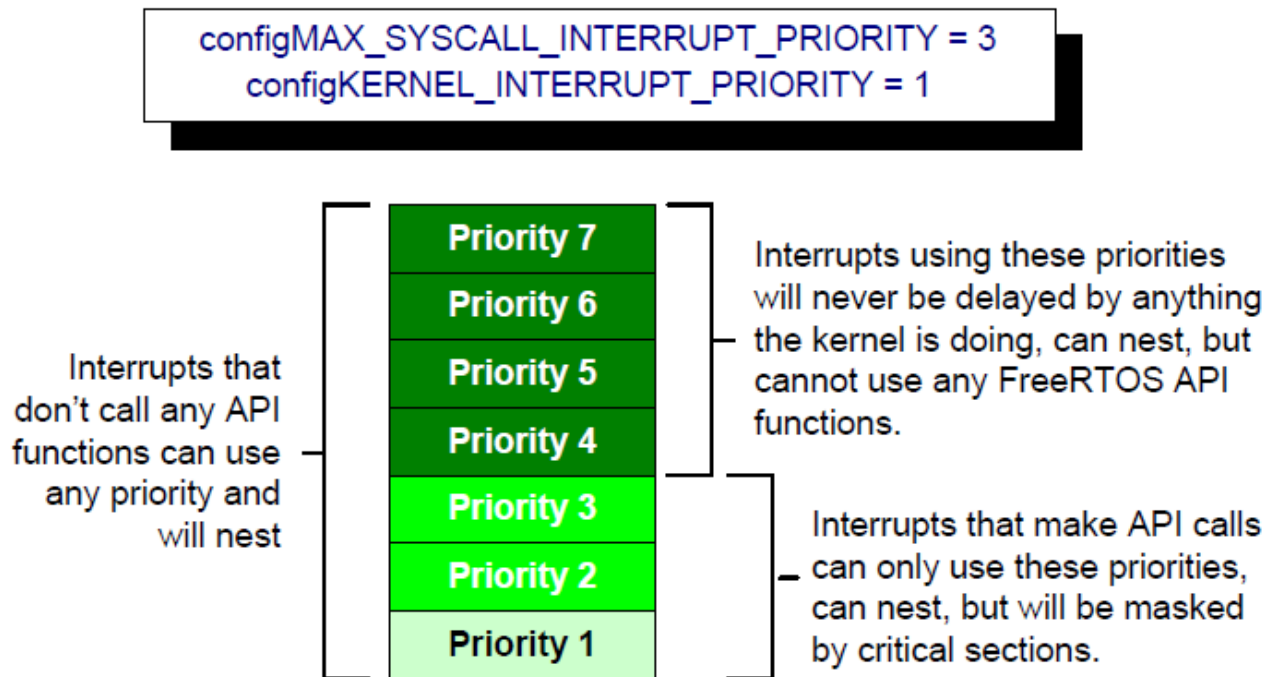 configMAX_SYSCALL_INTERRUPT_PRIORITY = 3
configKERNEL_INTERRUPT_PRIORITY = 1
Interrupts that
don't call any API
functions can use
any priority and
will nest
Priority 7
Priority 6
Priority 5
Priority 4
Priority 3
Priority 2
Priority 1
Interrupts using these priorities
will never be delayed by anything
the kernel is doing, can nest, but
cannot use any FreeRTOS API
functions.
Interrupts that make API calls
can only use these priorities,
can nest, but will be masked
by critical sections.